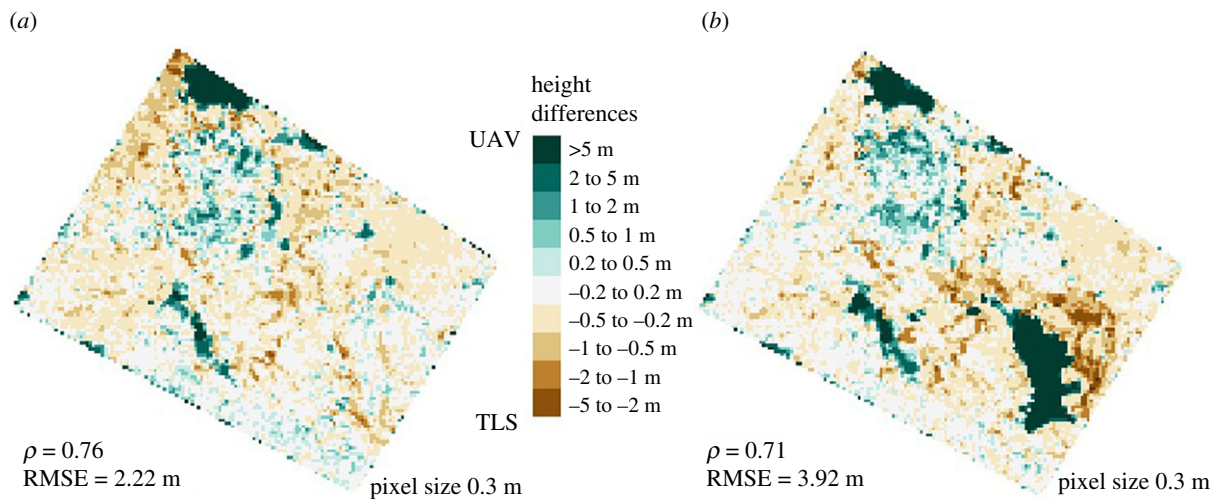 (a)
(b)
height
differences
UAV
>5 m
2 to 5 m
1 to 2 m
0.5 to 1 m
0.2 to 0.5 m
–0.2 to 0.2 m
–0.5 to –0.2 m
–1 to –0.5 m
–2 to –1 m
–5 to –2 m
TLS
ρ = 0.76
RMSE = 2.22 m
pixel size 0.3 m
ρ = 0.71
RMSE = 3.92 m
pixel size 0.3 m